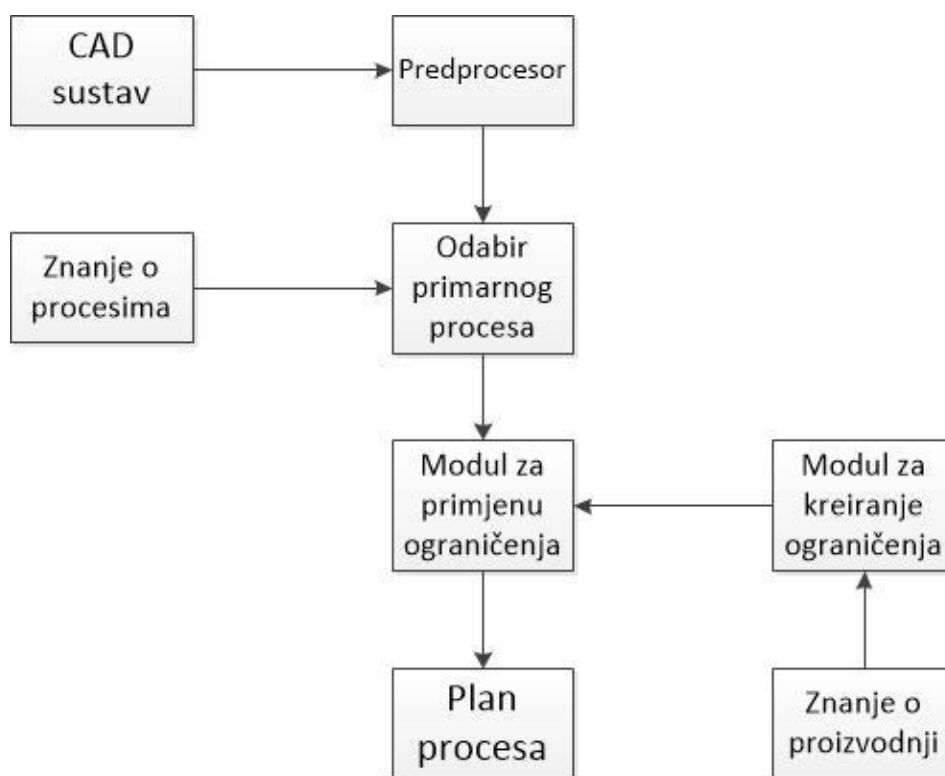 CAD
sustav
Predprocesor
Znanje o
procesima
Odabir
primarnog
procesa
Modul za
primjenu
ograničenja
Modul za
kreiranje
ograničenja
Plan
procesa
Znanje o
proizvodnji